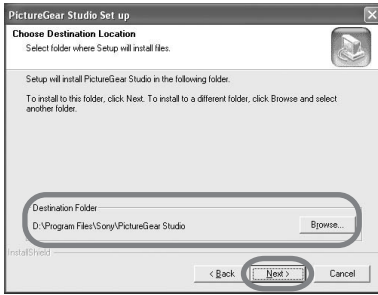 PictureGear Studio Set up
Choose Destination Location
Select folder where Setup will install files.
Setup will install PictureGear Studio in the following folder.
To install to this folder, click Next. To install to a different folder, click Browse and select
another folder.
Destination Folder
D:\Program Files\Sony\PictureGear Studio
Browse...
InstallShield
< Back
Next >
Cancel